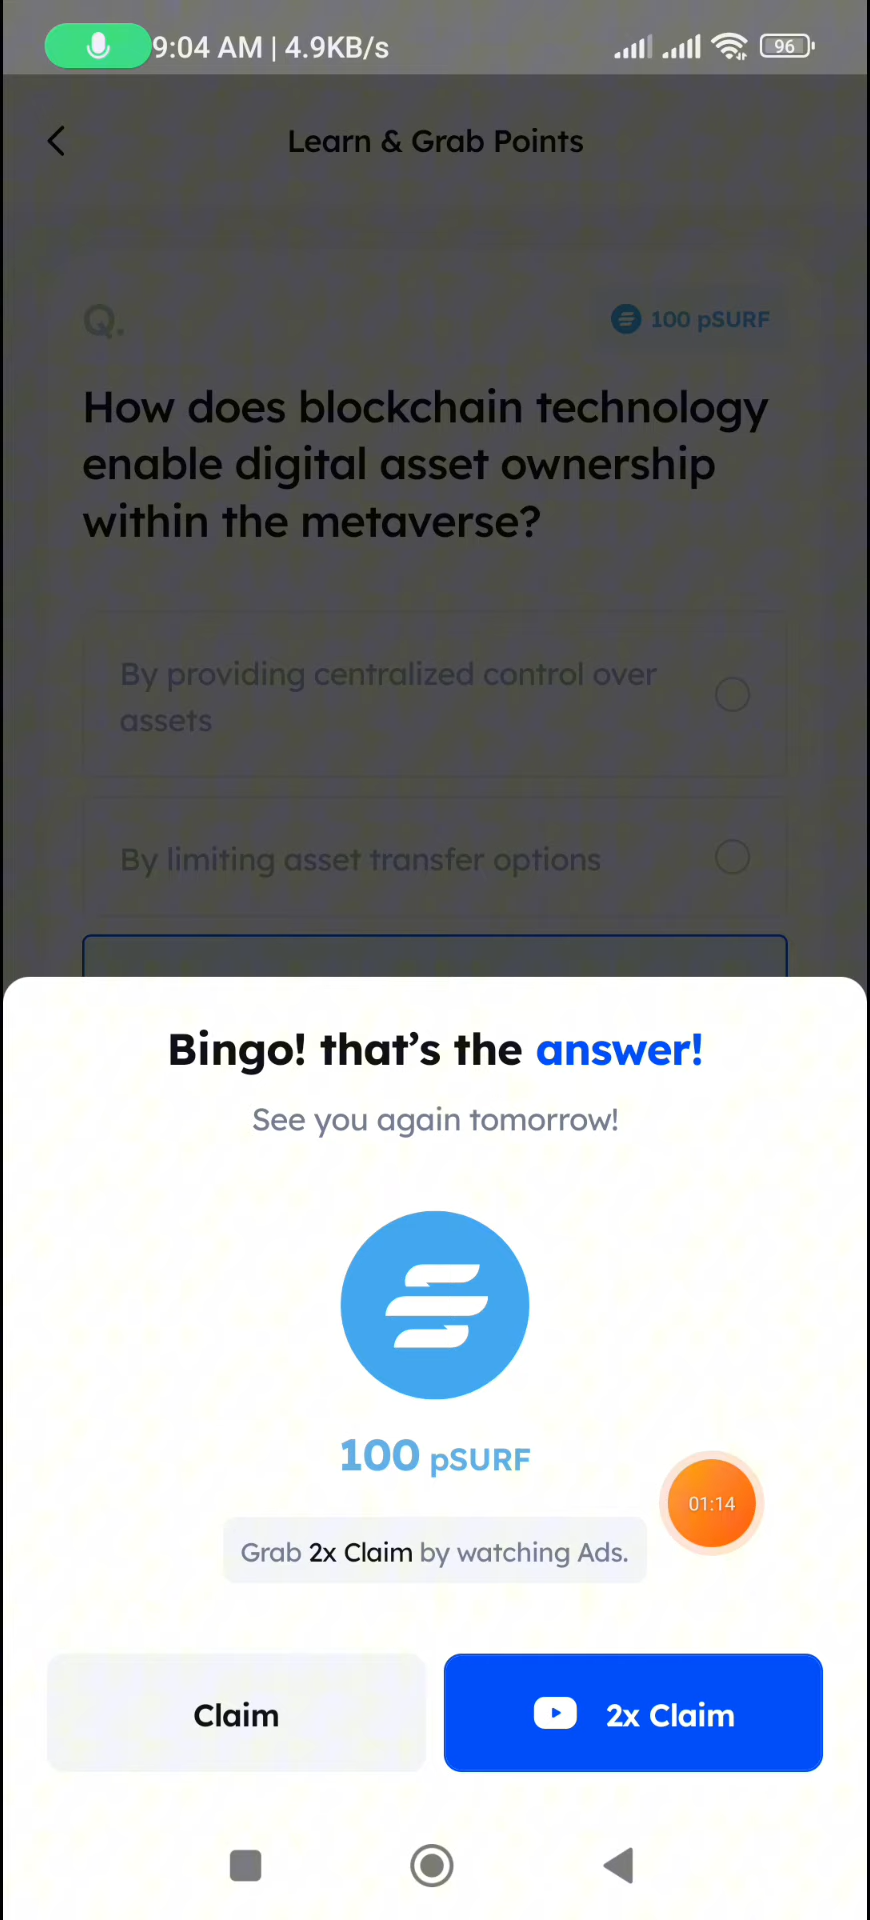 9:04 AM | 4.9KB/s
96
Learn & Grab Points
Q.
100 pSURF
How does blockchain technology
enable digital asset ownership
within the metaverse?
By providing centralized control over
assets
By limiting asset transfer options
Bingo! that's the answer!
See you again tomorrow!
100 pSURF
01:14
Grab 2x Claim by watching Ads.
Claim
2x Claim